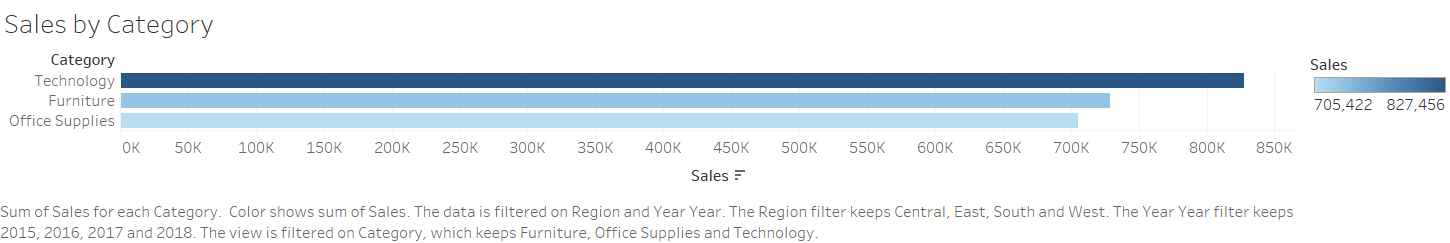 Sales by Category
Category
Technology
Furniture
Office Supplies
0K 50K 100K 150K 200K 250K 300K 350K 400K 450K 500K 550K 600K 650K 700K 750K 800K 850K
Sales
Sales
705,422 827,456
Sum of Sales for each Category.  Color shows sum of Sales. The data is filtered on Region and Year Year. The Region filter keeps Central, East, South and West. The Year Year filter keeps
2015, 2016, 2017 and 2018. The view is filtered on Category, which keeps Furniture, Office Supplies and Technology.